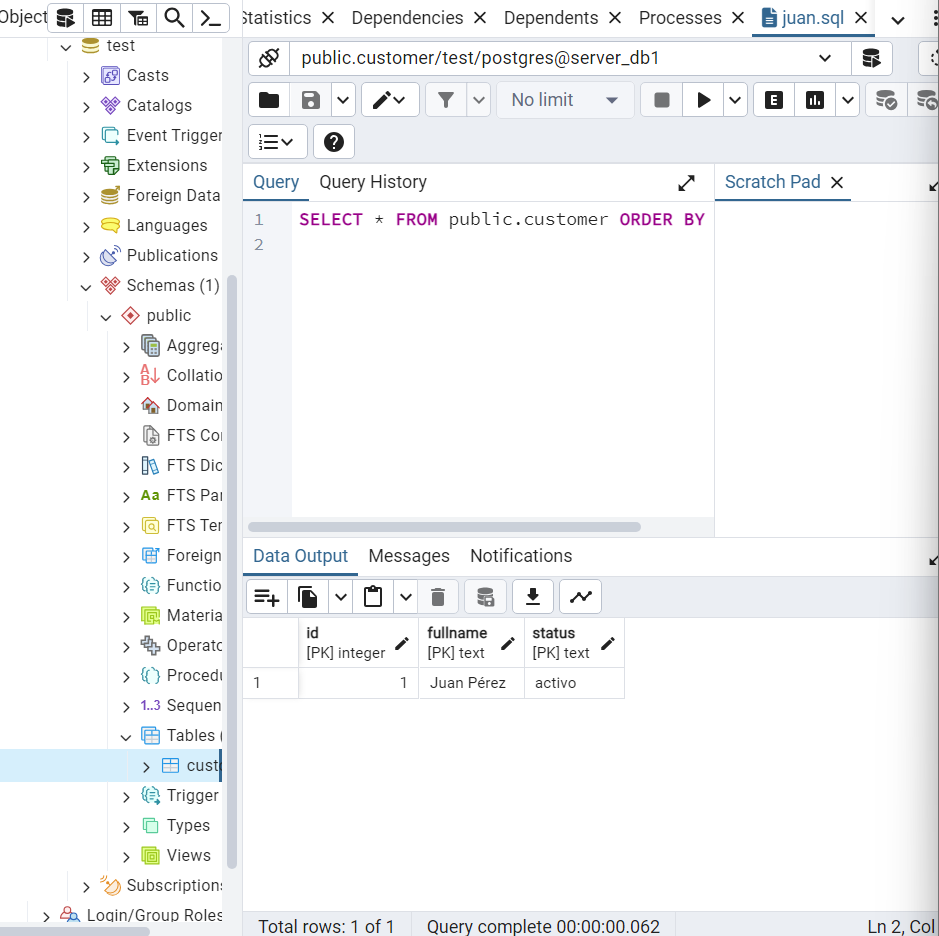 Object
test
Casts
Catalogs
Event Trigger
Extensions
Foreign Data
Languages
Publications
Schemas (1)
public
Aggrega
Collatio
Domain
FTS Con
FTS Dic
FTS Par
FTS Ten
Foreign
Functio
Materia
Operato
Procedu
1..3 Sequen
Tables (
custo
Trigger
Types
Views
Subscriptions
Login/Group Roles
Statistics Dependencies Dependents Processes juan.sql
public.customer/test/postgres@server_db1
No limit
E
Query Query History
Scratch Pad
1 SELECT * FROM public.customer ORDER BY
2
Data Output Messages Notifications
id fullname status
[PK] integer [PK] text [PK] text
1 1 Juan Pérez activo
Total rows: 1 of 1 Query complete 00:00:00.062 Ln 2, Col